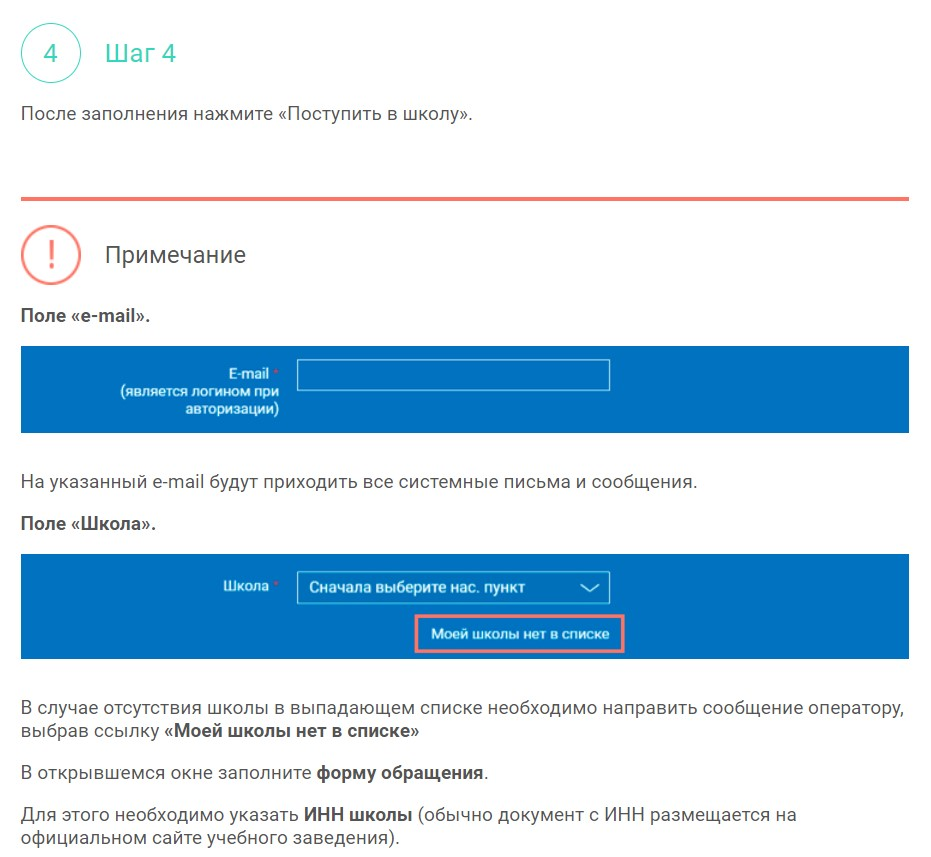 4 Шаг 4
После заполнения нажмите «Поступить в школу».
! Примечание
Поле «e-mail».
E-mail *
(является логином при
авторизации)
На указанный e-mail будут приходить все системные письма и сообщения.
Поле «Школа».
Школа * Сначала выберите нас. пункт
Моей школы нет в списке
В случае отсутствия школы в выпадающем списке необходимо направить сообщение оператору,
выбрав ссылку «Моей школы нет в списке»
В открывшемся окне заполните форму обращения.
Для этого необходимо указать ИНН школы (обычно документ с ИНН размещается на
официальном сайте учебного заведения).